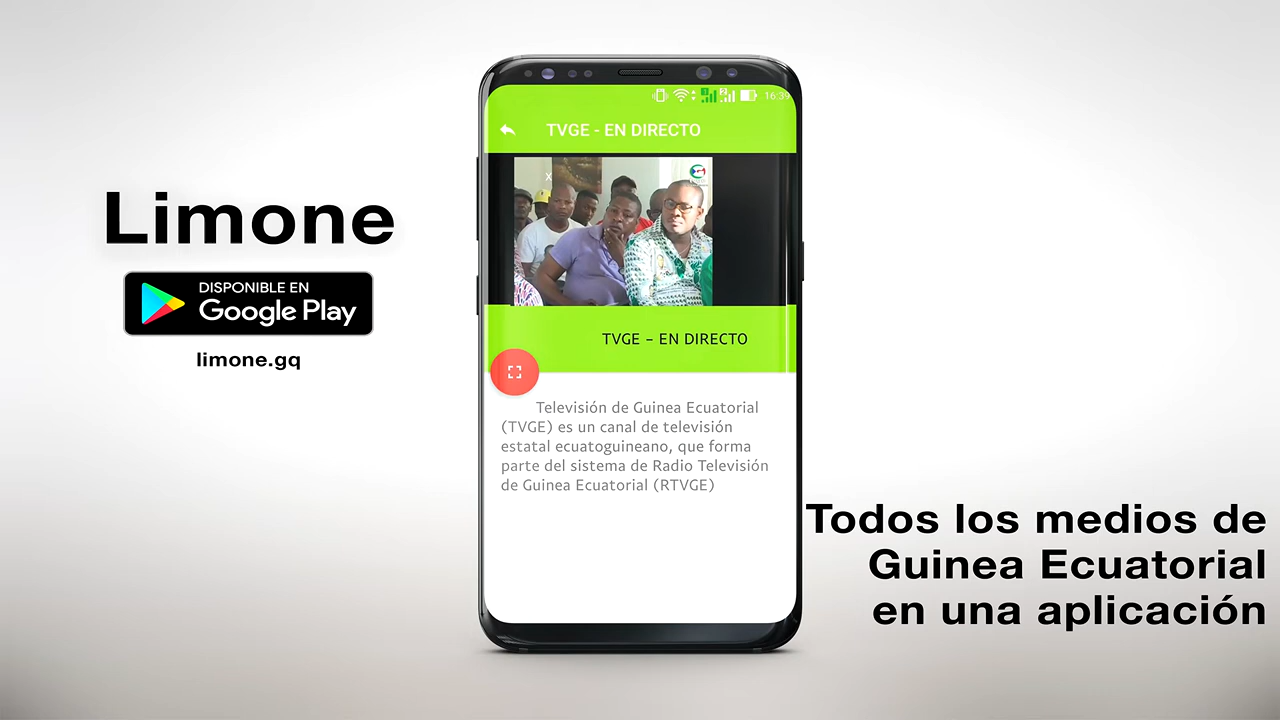 Limone
DISPONIBLE EN
Google Play
limone.gq
16:39
TVGE - EN DIRECTO
X
TVGE – EN DIRECTO
Televisión de Guinea Ecuatorial
(TVGE) es un canal de televisión
estatal ecuatoguineano, que forma
parte del sistema de Radio Televisión
de Guinea Ecuatorial (RTVGE)
Todos los medios de
Guinea Ecuatorial
en una aplicación